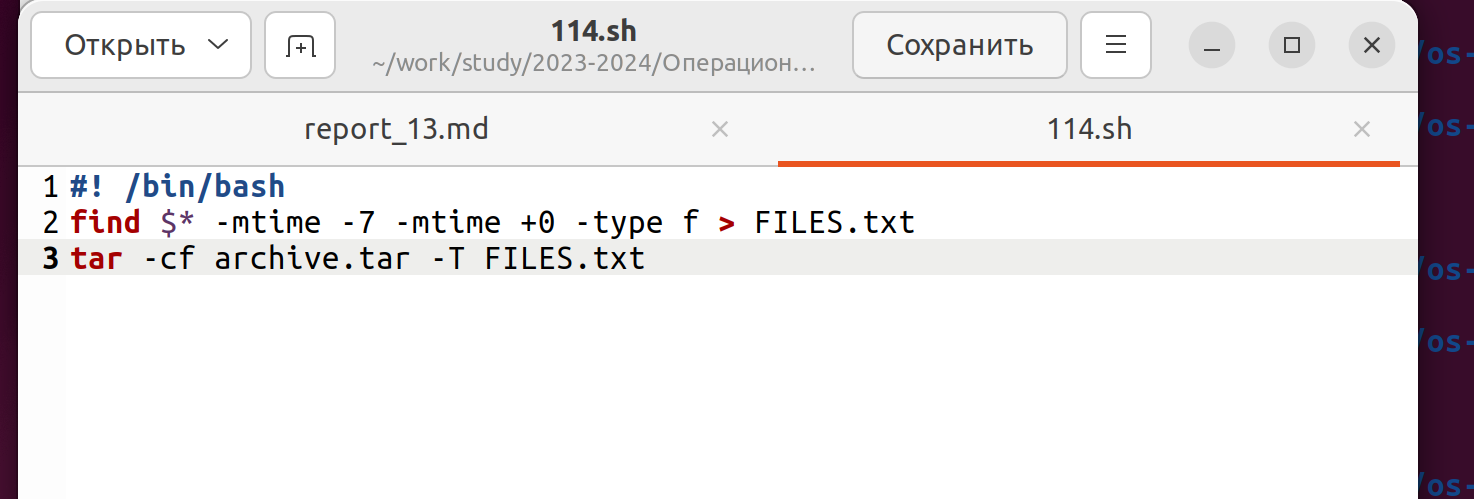 Открыть
114.sh
~/work/study/2023-2024/Операцион…
Сохранить
report_13.md
114.sh
1 #! /bin/bash
2 find $* -mtime -7 -mtime +0 -type f > FILES.txt
3 tar -cf archive.tar -T FILES.txt
/os-
/os-
/os-
/os-
/os-